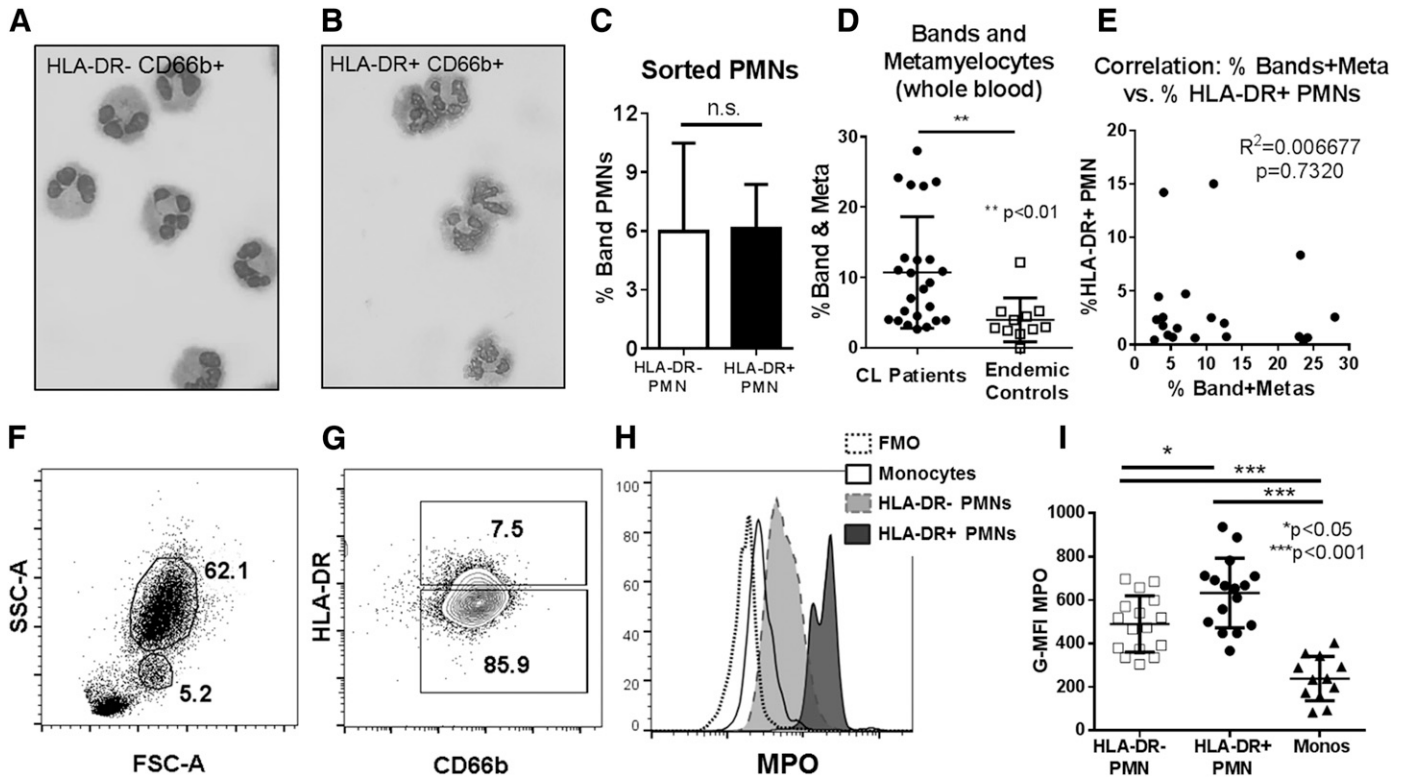 A
HLA-DR- CD66b+
B
HLA-DR+ CD66b+
C
Sorted PMNs
n.s.
% Band PMNs
12
9
6
3
0
HLA-DR-
PMN
HLA-DR+
PMN
D
Bands and
Metamyelocytes
(whole blood)
**
** p<0.01
% Band & Meta
30
20
10
0
CL Patients
Endemic
Controls
E
Correlation: % Bands+Meta
vs. % HLA-DR+ PMNs
R²=0.006677
p=0.7320
%HLA-DR+ PMN
20
15
10
5
0
0 5 10 15 20 25 30
% Band+Metas
F
SSC-A
62.1
5.2
FSC-A
G
HLA-DR
7.5
85.9
CD66b
H
FMO
Monocytes
HLA-DR- PMNs
HLA-DR+ PMNs
100
80
60
40
20
0
MPO
I
*
***
***
*p<0.05
***p<0.001
G-MFI MPO
1000
800
600
400
200
0
HLA-DR-
PMN
HLA-DR+
PMN
Monos